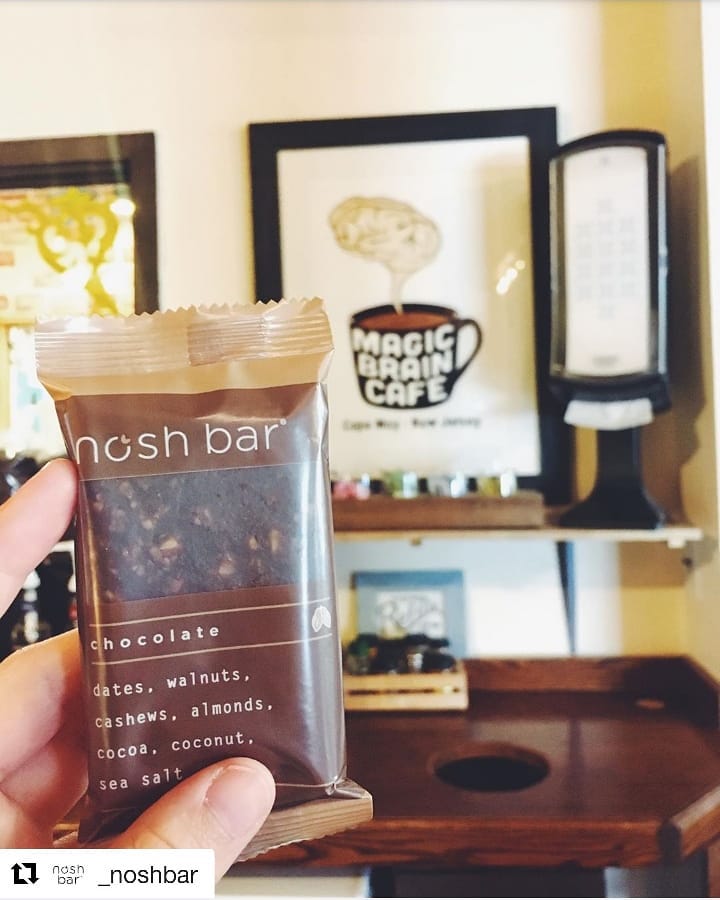 MAGIC
BRAIN
CAFE
Cape May - New Jersey
nosh bar®
chocolate
dates, walnuts,
cashews, almonds,
cocoa, coconut,
sea salt
nosh
bar
_noshbar